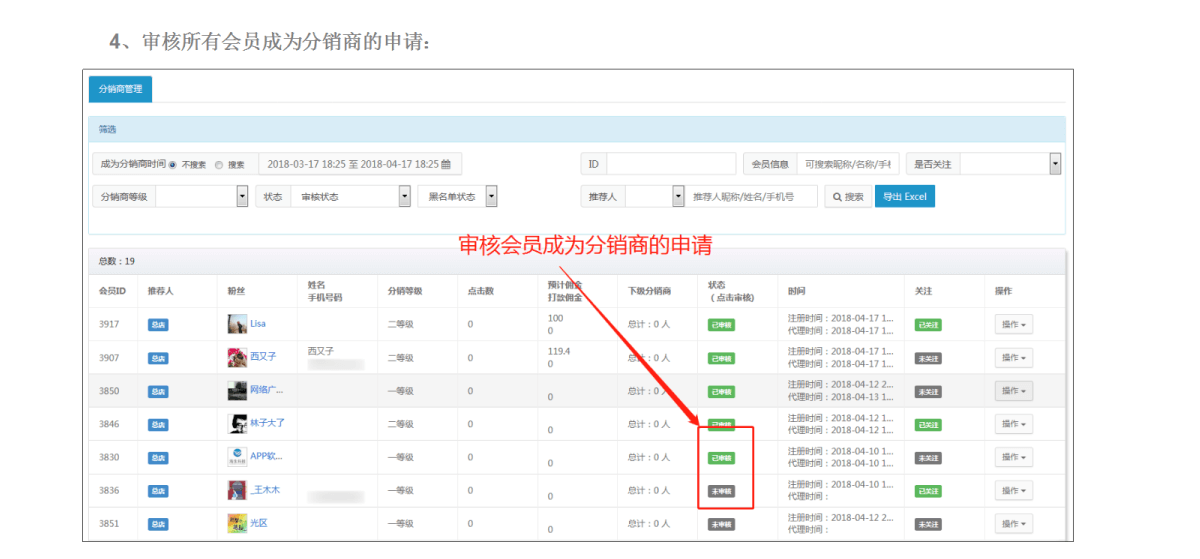 4、审核所有会员成为分销商的申请：
分销商管理
筛选
成为分销商时间 不搜索 搜索 2018-03-17 18:25 至 2018-04-17 18:25 ID 会员信息 可搜索昵称/名称/手 是否关注
分销商等级 状态 审核状态 黑名单状态 推荐人 推荐人昵称/姓名/手机号 搜索 导出 Excel
审核会员成为分销商的申请
总数：19
会员ID 推荐人 粉丝 姓名 手机号码 分销等级 点击数 预计佣金 打款佣金 下级分销商 状态 (点击审核) 时间 关注 操作
3917 总店 Lisa 二等级 0 100 0 总计：0 人 已审核 注册时间：2018-04-17 1... 代理时间：2018-04-17 1... 已关注 操作
3907 总店 西又子 西又子 二等级 0 119.4 0 总计：0 人 已审核 注册时间：2018-04-17 1... 代理时间：2018-04-17 1... 未关注 操作
3850 总店 网络广... 一等级 0 0 总计：0 人 已审核 注册时间：2018-04-12 2... 代理时间：2018-04-13 1... 未关注 操作
3846 总店 林子大了 二等级 0 0 总计：0 人 已审核 注册时间：2018-04-12 1... 代理时间：2018-04-12 1... 已关注 操作
3830 总店 APP软... 一等级 0 0 总计：0 人 已审核 注册时间：2018-04-10 1... 代理时间：2018-04-10 1... 未关注 操作
3836 总店 _王木木 一等级 0 0 总计：0 人 未审核 注册时间：2018-04-10 1... 代理时间： 已关注 操作
3851 总店 光区 一等级 0 0 总计：0 人 未审核 注册时间：2018-04-12 2... 代理时间： 未关注 操作